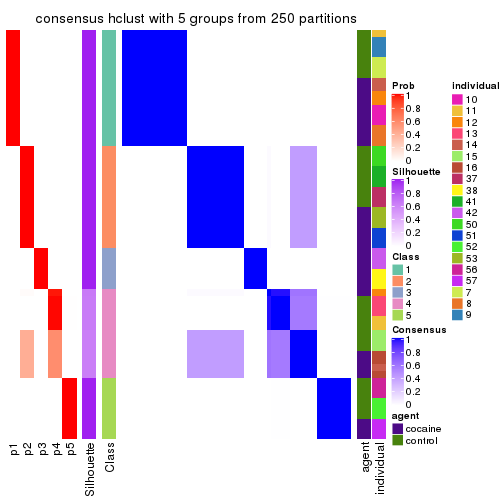 consensus hclust with 5 groups from 250 partitions
Prob
1
0.8
0.6
0.4
0.2
0
Silhouette
1
0.8
0.6
0.4
0.2
0
Class
1
2
3
4
5
Consensus
1
0.8
0.6
0.4
0.2
0
agent
cocaine
control
individual
10
11
12
13
14
15
16
37
38
41
42
50
51
52
53
56
57
7
8
9
p1
p2
p3
p4
p5
Silhouette
Class
agent
individual